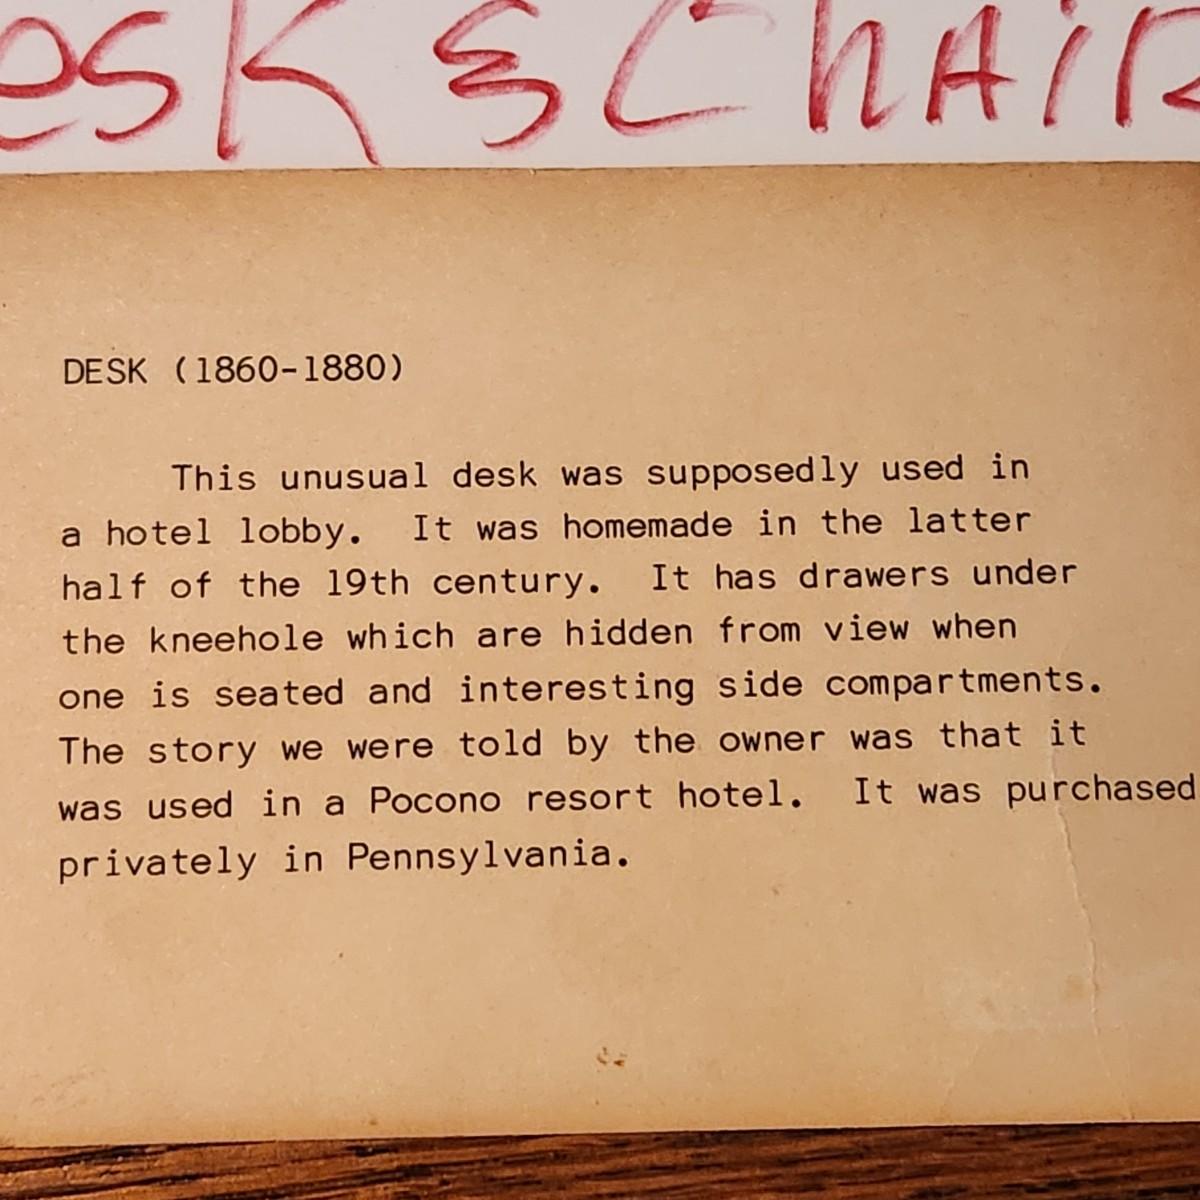 esk & Chair
DESK (1860-1880)
This unusual desk was supposedly used in
a hotel lobby. It was homemade in the latter
half of the 19th century. It has drawers under
the kneehole which are hidden from view when
one is seated and interesting side compartments.
The story we were told by the owner was that it
was used in a Pocono resort hotel. It was purchased
privately in Pennsylvania.